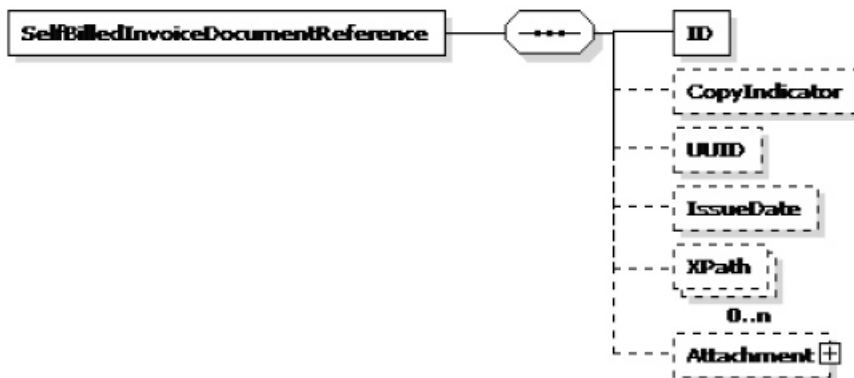 SelfBilledInvoiceDocumentReference
ID
CopyIndicator
UUID
IssueDate
XPath
0..n
Attachment